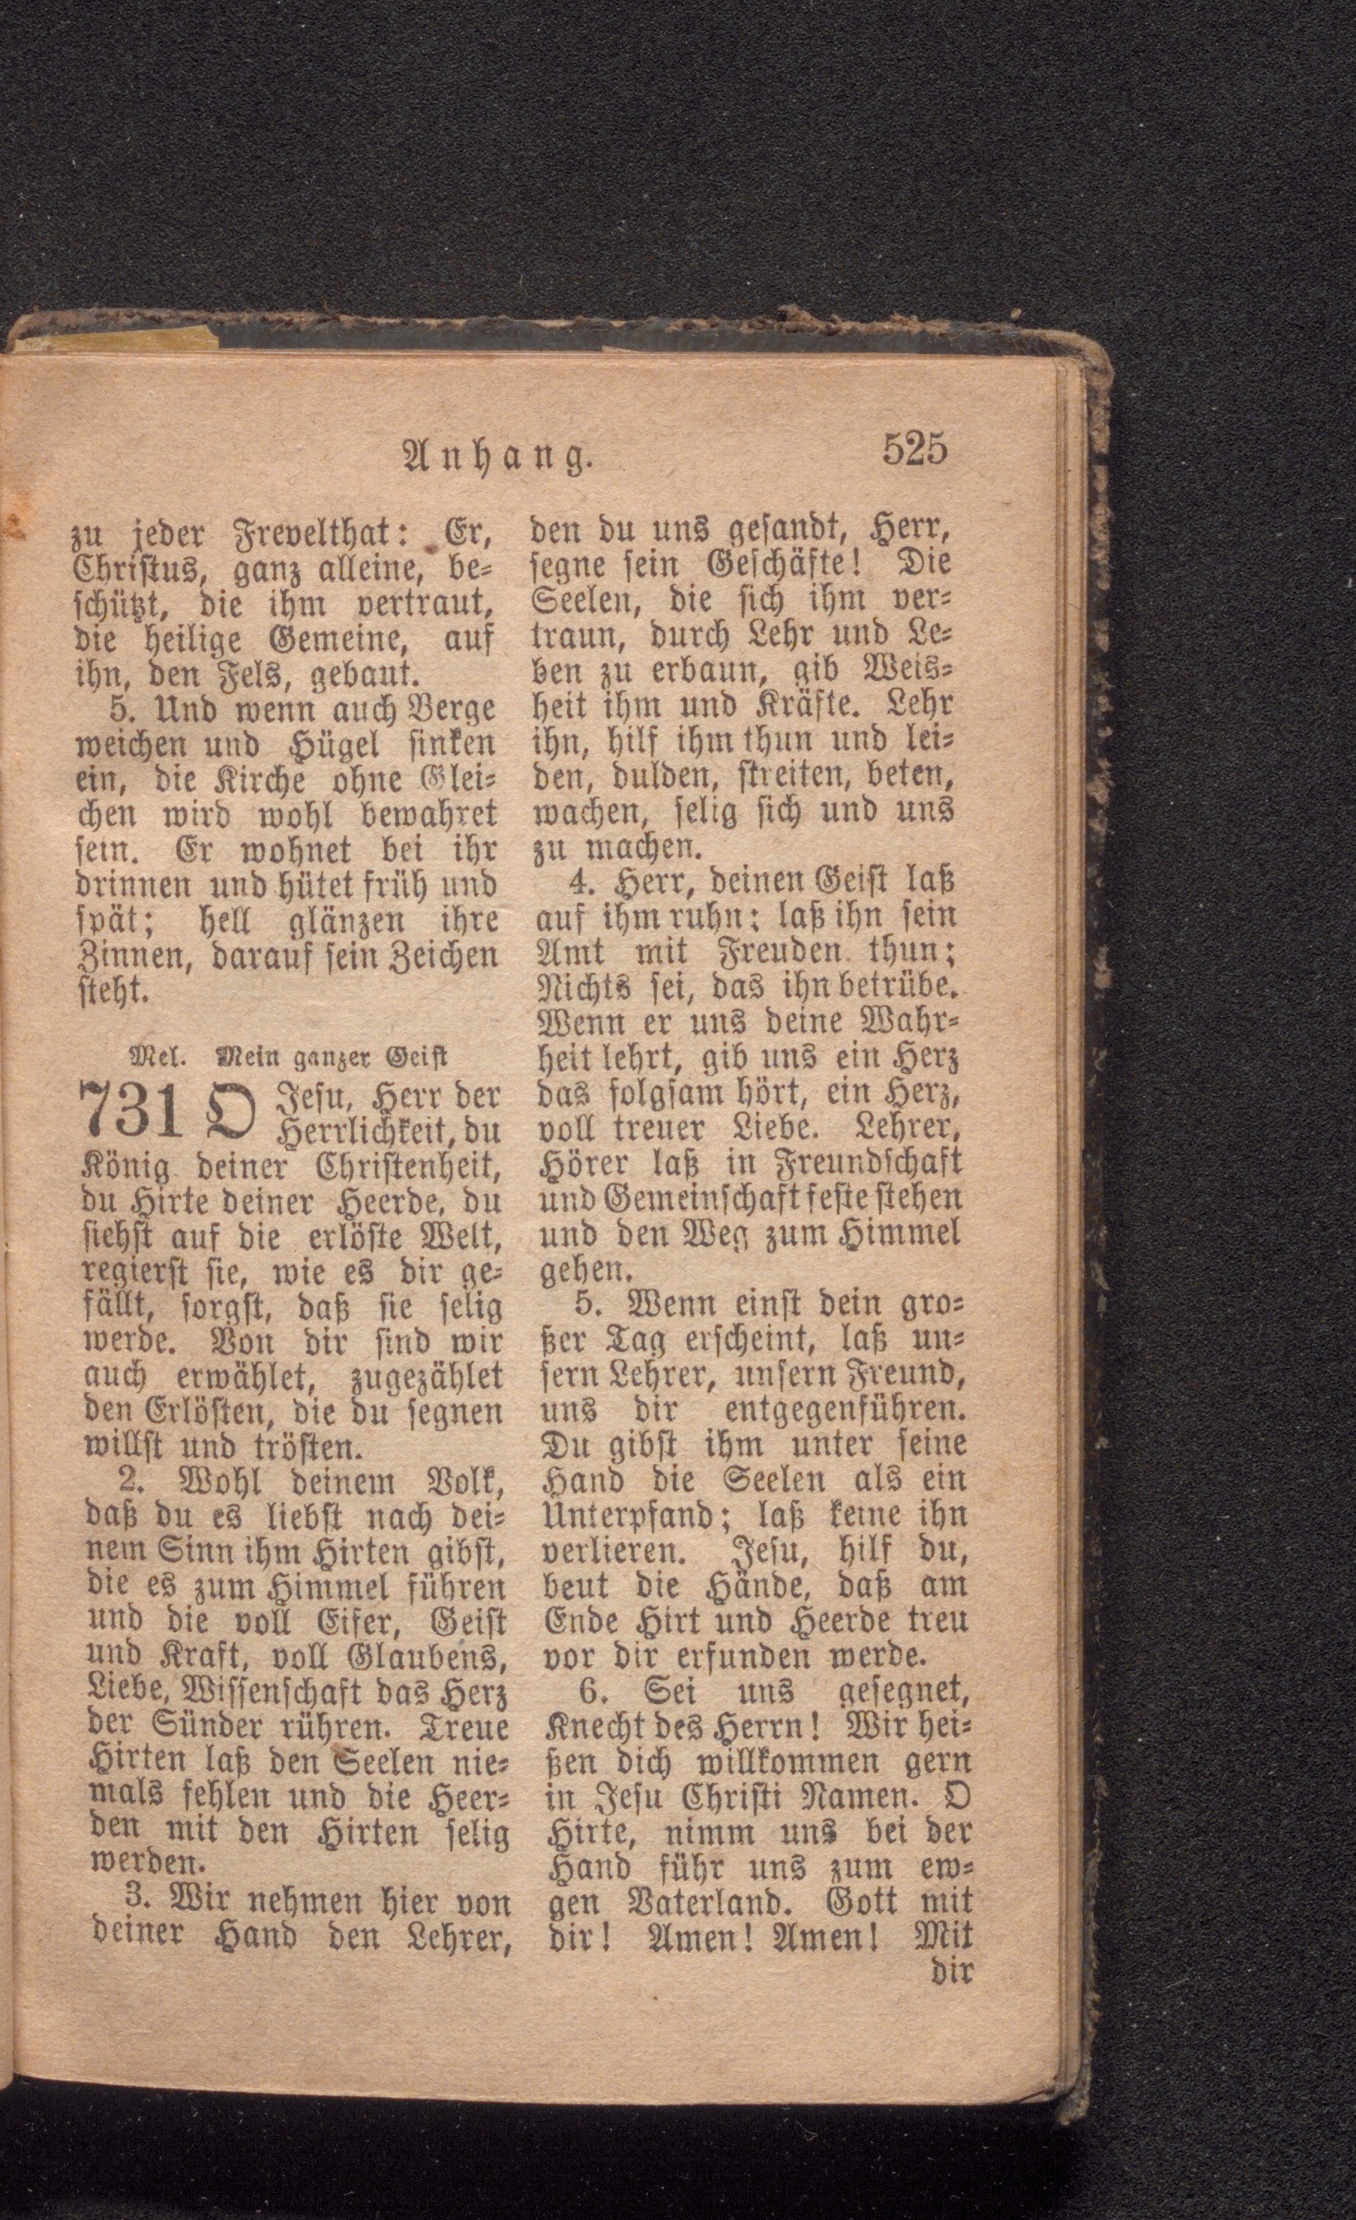 Anhang. 525
zu jeder Frevelthat: Er,
Christus, ganz alleine, be-
schützt, die ihm vertraut,
die heilige Gemeine, auf
ihn, den Fels, gebaut.
5. Und wenn auch Berge
weichen und Hügel sinken
ein, die Kirche ohne Glei-
chen wird wohl bewahret
sein. Er wohnet bei ihr
drinnen und hütet früh und
spät; hell glänzen ihre
Zinnen, darauf sein Zeichen
steht.
Mel. Mein ganzer Geist
731 O Jesu, Herr der
Herrlichkeit, du
König deiner Christenheit,
du Hirte deiner Heerde, du
siehst auf die erlöste Welt,
regierst sie, wie es dir ge-
fällt, sorgst, daß sie selig
werde. Von dir sind wir
auch erwählet, zugezählet
den Erlösten, die du segnen
willst und trösten.
2. Wohl deinem Volk,
daß du es liebst nach dei-
nem Sinn ihm Hirten gibst,
die es zum Himmel führen
und die voll Eifer, Geist
und Kraft, voll Glaubens,
Liebe, Wissenschaft das Herz
der Sünder rühren. Treue
Hirten laß den Seelen nie-
mals fehlen und die Heer-
den mit den Hirten selig
werden.
3. Wir nehmen hier von
deiner Hand den Lehrer,
den du uns gesandt, Herr,
segne sein Geschäfte! Die
Seelen, die sich ihm ver-
traun, durch Lehr und Le-
ben zu erbaun, gib Weis-
heit ihm und Kräfte. Lehr
ihn, hilf ihm thun und lei-
den, dulden, streiten, beten,
wachen, selig sich und uns
zu machen.
4. Herr, deinen Geist laß
auf ihm ruhn; laß ihn sein
Amt mit Freuden thun;
Nichts sei, das ihn betrübe.
Wenn er uns deine Wahr-
heit lehrt, gib uns ein Herz
das folgsam hört, ein Herz,
voll treuer Liebe. Lehrer,
Hörer laß in Freundschaft
und Gemeinschaft feste stehen
und den Weg zum Himmel
gehen.
5. Wenn einst dein gro-
ßer Tag erscheint, laß un-
sern Lehrer, unsern Freund,
uns dir entgegenführen.
Du gibst ihm unter seine
Hand die Seelen als ein
Unterpfand; laß keine ihn
verlieren. Jesu, hilf du,
beut die Hände, daß am
Ende Hirt und Heerde treu
vor dir erfunden werde.
6. Sei uns gesegnet,
Knecht des Herrn! Wir hei-
ßen dich willkommen gern
in Jesu Christi Namen. O
Hirte, nimm uns bei der
Hand führ uns zum ew-
gen Vaterland. Gott mit
dir! Amen! Amen! Mit
dir